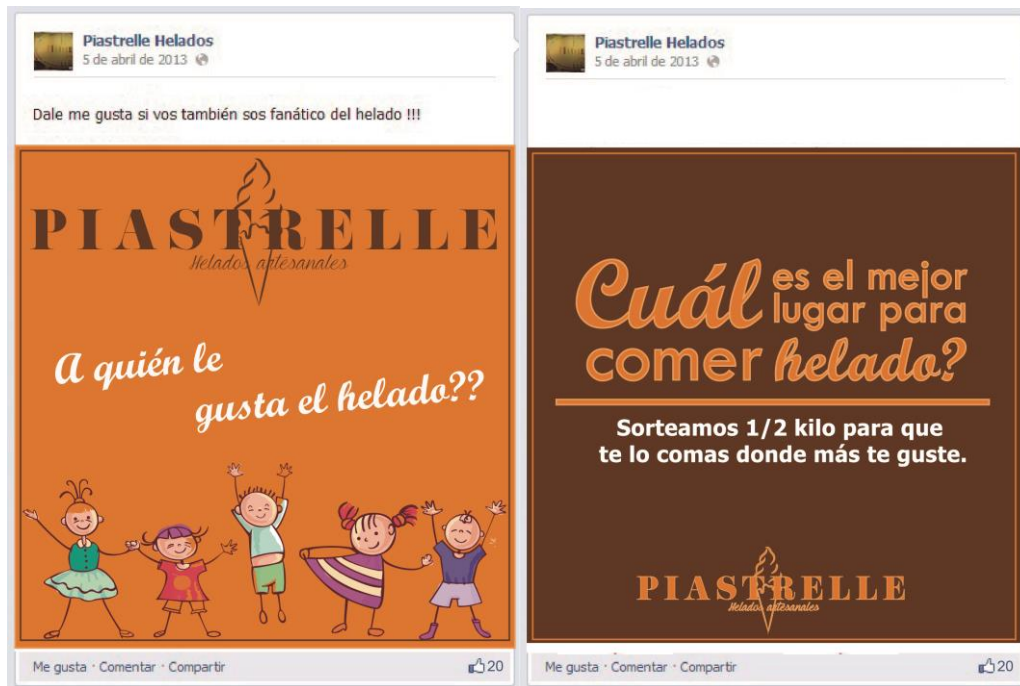 Piastrelle Helados
5 de abril de 2013
Dale me gusta si vos también sos fanático del helado !!!
PIASTRELLE
Helados artesanales
A quién le
gusta el helado??
Me gusta · Comentar · Compartir
20
Piastrelle Helados
5 de abril de 2013
Cuál es el mejor
lugar para
comer helado?
Sorteamos 1/2 kilo para que
te lo comas donde más te guste.
PIASTRELLE
Helados artesanales
Me gusta · Comentar · Compartir
20